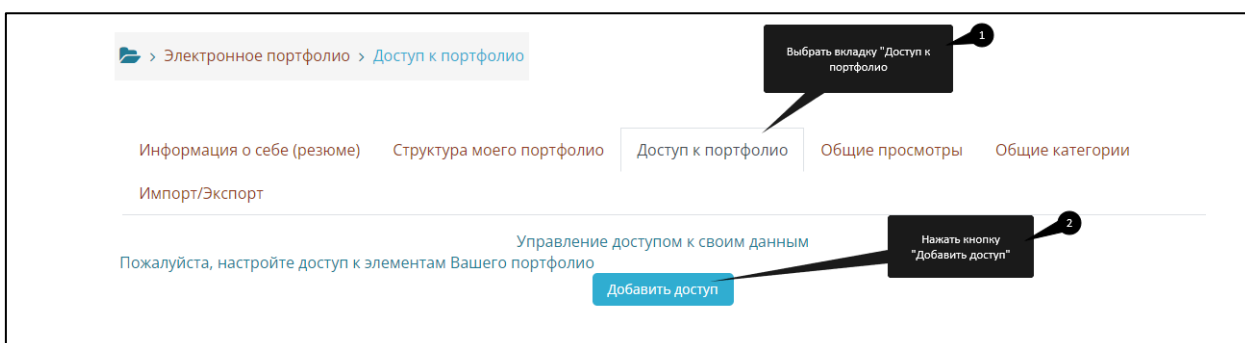 > Электронное портфолио > Доступ к портфолио
1
Выбрать вкладку "Доступ к
портфолио
Информация о себе (резюме) Структура моего портфолио Доступ к портфолио Общие просмотры Общие категории
Импорт/Экспорт
2
Нажать кнопку
"Добавить доступ"
Управление доступом к своим данным
Пожалуйста, настройте доступ к элементам Вашего портфолио
Добавить доступ